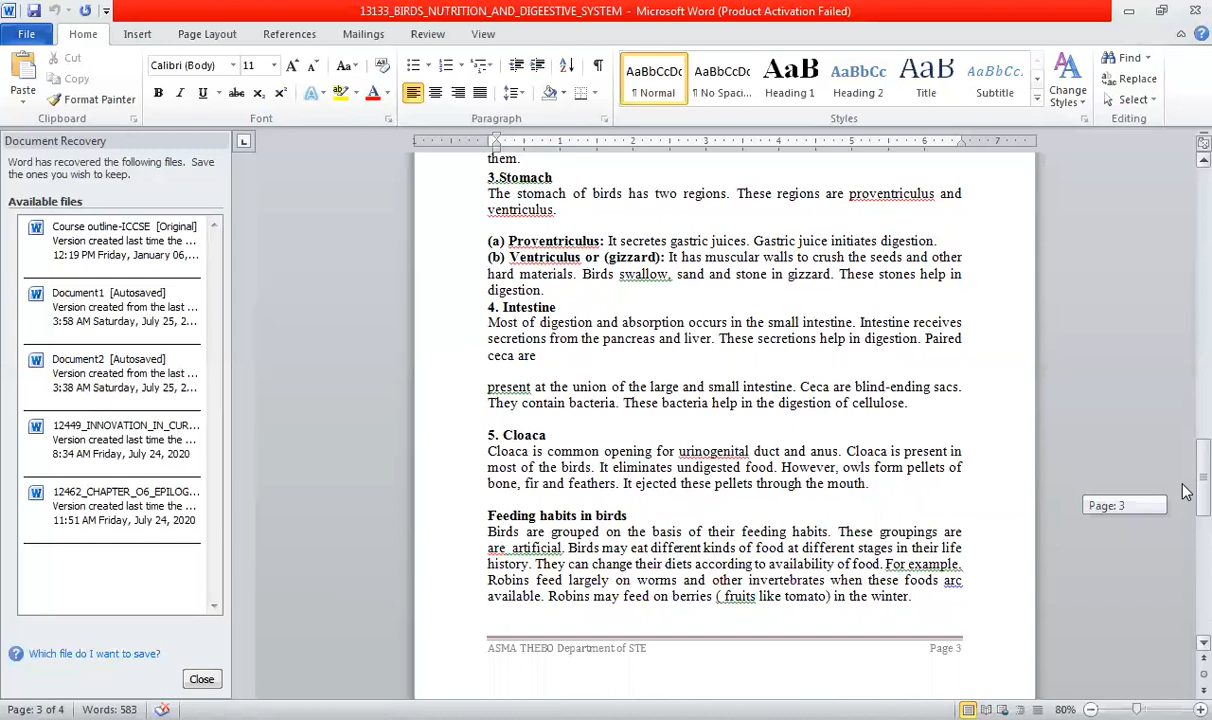 13133_BIRDS_NUTRITION_AND_DIGEESTIVE_SYSTEM - Microsoft Word (Product Activation Failed)
File Home Insert Page Layout References Mailings Review View
Paste
Cut
Copy
Format Painter
Clipboard
Calibri (Body) 11
Font
Paragraph
AaBbCcDc
¶ Normal
AaBbCcDc
¶ No Spaci...
AaB
Heading 1
AaBbCc
Heading 2
AaB
Title
AaBbCcDc
Subtitle
Change
Styles
Styles
Find
Replace
Select
Editing
Document Recovery
Word has recovered the following files. Save
the ones you wish to keep.
Available files
Course outline-ICCSE [Original]
Version created last time the ...
12:19 PM Friday, January 06,...
Document1 [Autosaved]
Version created from the last ...
3:58 AM Saturday, July 25, 2...
Document2 [Autosaved]
Version created from the last ...
3:38 AM Saturday, July 25, 2...
12449_INNOVATION_IN_CUR...
Version created last time the ...
8:34 AM Friday, July 24, 2020
12462_CHAPTER_O6_EPILOG...
Version created last time the ...
11:51 AM Friday, July 24, 2020
Which file do I want to save?
Close
1 1 2 3 4 5 6 7
them.
3.Stomach
The stomach of birds has two regions. These regions are proventriculus and
ventriculus.
(a) Proventriculus: It secretes gastric juices. Gastric juice initiates digestion.
(b) Ventriculus or (gizzard): It has muscular walls to crush the seeds and other
hard materials. Birds swallow, sand and stone in gizzard. These stones help in
digestion.
4. Intestine
Most of digestion and absorption occurs in the small intestine. Intestine receives
secretions from the pancreas and liver. These secretions help in digestion. Paired
ceca are
present at the union of the large and small intestine. Ceca are blind-ending sacs.
They contain bacteria. These bacteria help in the digestion of cellulose.
5. Cloaca
Cloaca is common opening for urinogenital duct and anus. Cloaca is present in
most of the birds. It eliminates undigested food. However, owls form pellets of
bone, fir and feathers. It ejected these pellets through the mouth.
Feeding habits in birds
Birds are grouped on the basis of their feeding habits. These groupings are
are artificial. Birds may eat different kinds of food at different stages in their life
history. They can change their diets according to availability of food. For example,
Robins feed largely on worms and other invertebrates when these foods arc
available. Robins may feed on berries ( fruits like tomato) in the winter.
ASMA THEBO Department of STE Page 3
Page: 3
Page: 3 of 4 Words: 583 80%